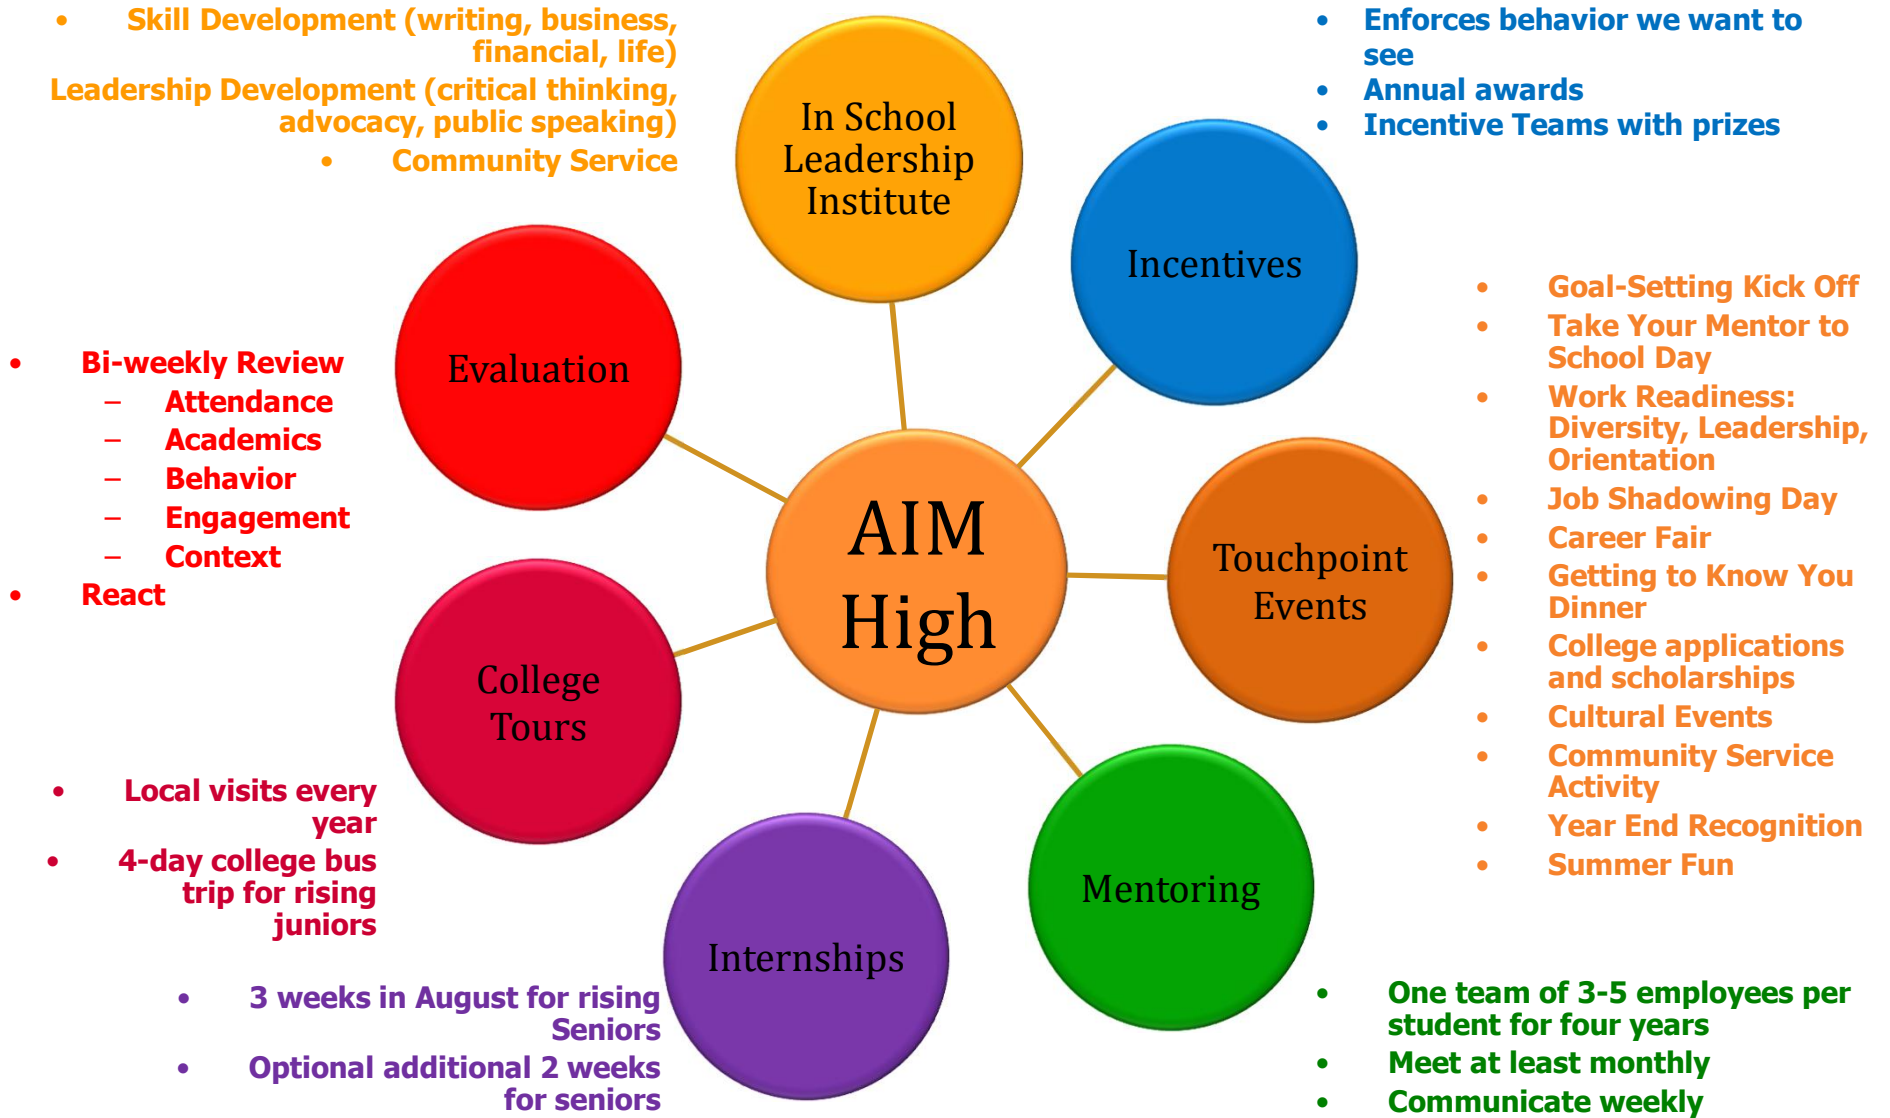 • Skill Development (writing, business,
financial, life)
Leadership Development (critical thinking,
advocacy, public speaking)
• Community Service
In School
Leadership
Institute
• Enforces behavior we want to
see
• Annual awards
• Incentive Teams with prizes
Incentives
Evaluation
• Bi-weekly Review
– Attendance
– Academics
– Behavior
– Engagement
– Context
• React
AIM
High
Touchpoint
Events
• Goal-Setting Kick Off
• Take Your Mentor to
School Day
• Work Readiness:
Diversity, Leadership,
Orientation
• Job Shadowing Day
• Career Fair
• Getting to Know You
Dinner
• College applications
and scholarships
• Cultural Events
• Community Service
Activity
• Year End Recognition
• Summer Fun
College
Tours
• Local visits every
year
• 4-day college bus
trip for rising
juniors
Internships
• 3 weeks in August for rising
Seniors
• Optional additional 2 weeks
for seniors
Mentoring
• One team of 3-5 employees per
student for four years
• Meet at least monthly
• Communicate weekly